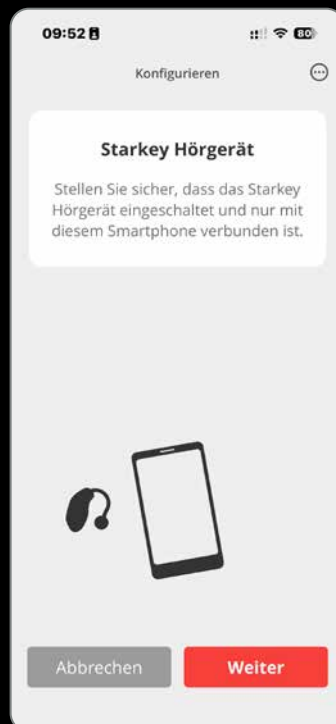 09:52
80
Konfigurieren
Starkey Hörgerät
Stellen Sie sicher, dass das Starkey
Hörgerät eingeschaltet und nur mit
diesem Smartphone verbunden ist.
Abbrechen
Weiter